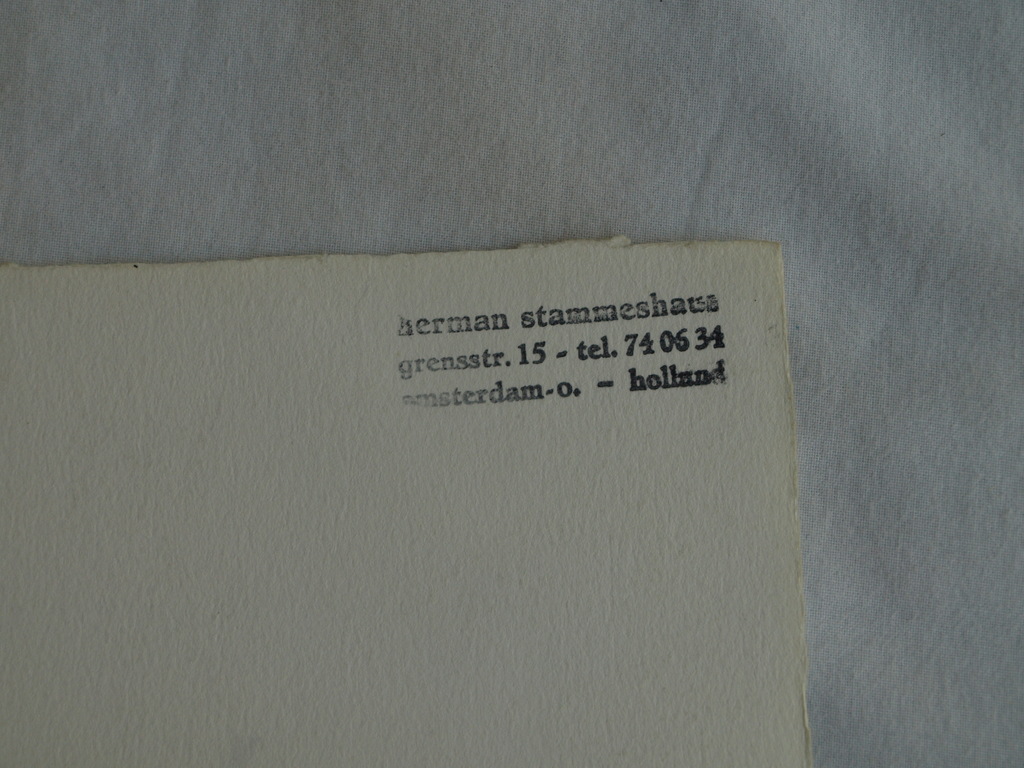 herman stammeshaus
grensstr. 15 - tel. 74 06 34
amsterdam-o. - holland